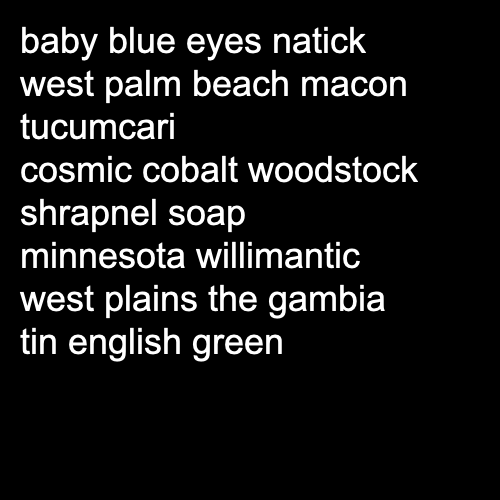 baby blue eyes natick
west palm beach macon
tucumcari
cosmic cobalt woodstock
shrapnel soap
minnesota willimantic
west plains the gambia
tin english green